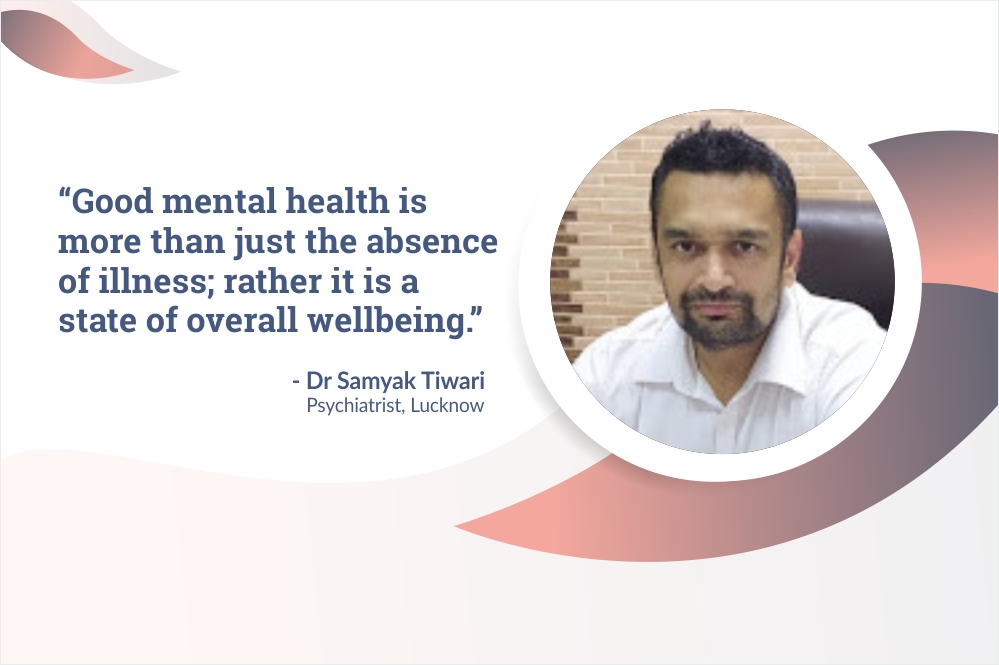 “Good mental health is
more than just the absence
of illness; rather it is a
state of overall wellbeing.”
- Dr Samyak Tiwari
Psychiatrist, Lucknow